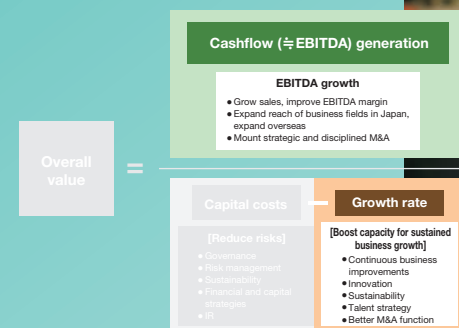 Cashflow (≒EBITDA) generation
EBITDA growth
● Grow sales, improve EBITDA margin
● Expand reach of business fields in Japan,
expand overseas
● Mount strategic and disciplined M&A
Overall
value
=
Capital costs
[Reduce risks]
● Governance
● Risk management
● Sustainability
● Financial and capital
strategies
● IR
–
Growth rate
[Boost capacity for sustained
business growth]
● Continuous business
improvements
● Innovation
● Sustainability
● Talent strategy
● Better M&A function